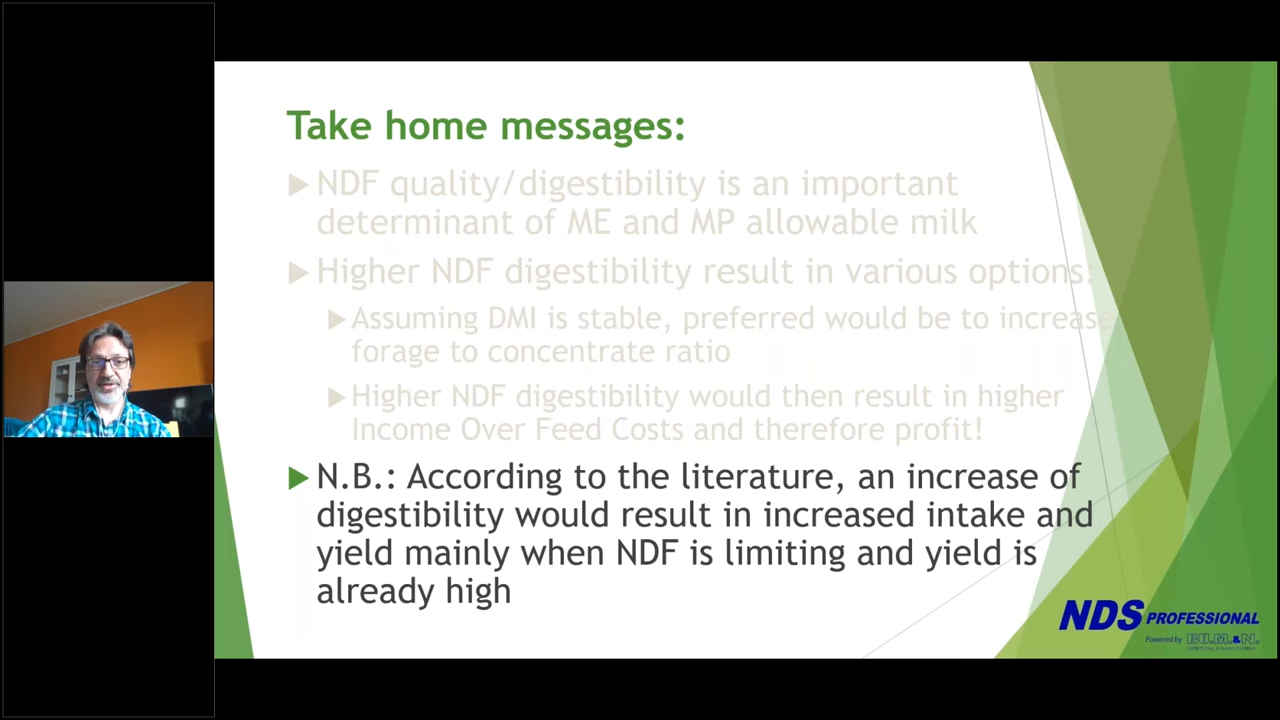 Take home messages:
NDF quality/digestibility is an important
determinant of ME and MP allowable milk
Higher NDF digestibility result in various options:
Assuming DMI is stable, preferred would be to increase
forage to concentrate ratio
Higher NDF digestibility would then result in higher
Income Over Feed Costs and therefore profit!
N.B.: According to the literature, an increase of
digestibility would result in increased intake and
yield mainly when NDF is limiting and yield is
already high
NDS PROFESSIONAL
Powered by RU.M.&N.